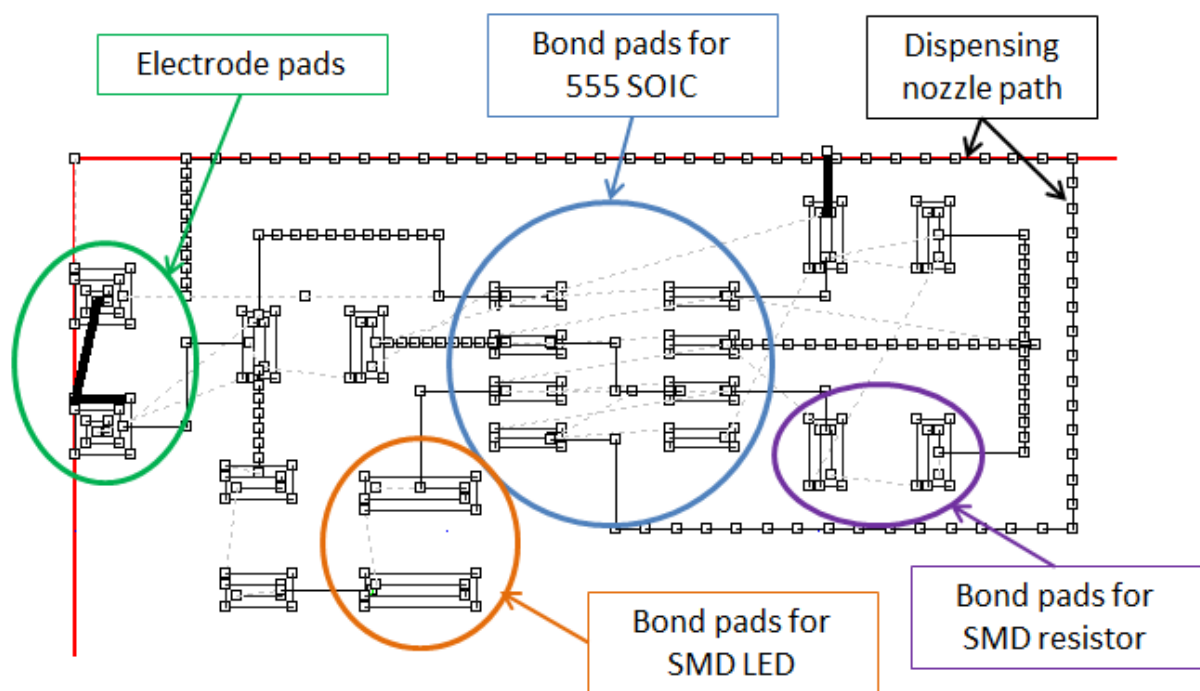 Electrode pads
Bond pads for
555 SOIC
Dispensing
nozzle path
Bond pads for
SMD LED
Bond pads for
SMD resistor